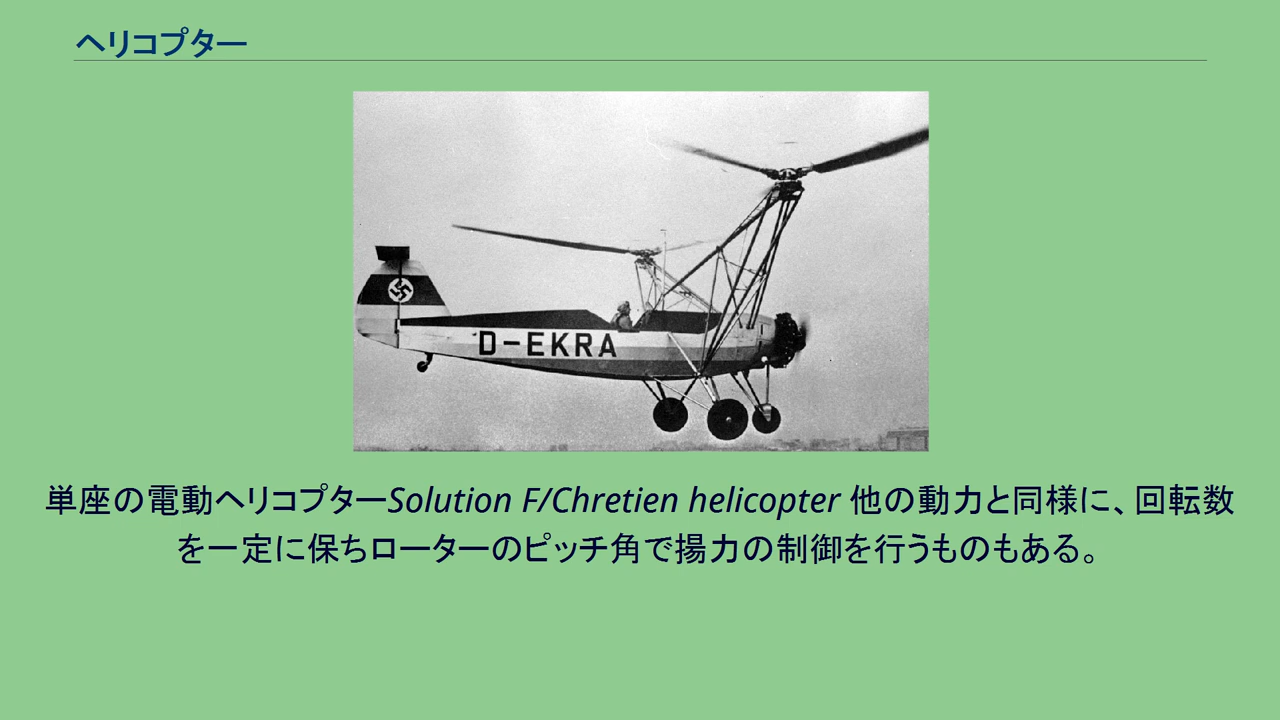 ヘリコプター
D-EKRA
単座の電動ヘリコプターSolution F/Chretien helicopter 他の動力と同様に、回転数
を一定に保ちローターのピッチ角で揚力の制御を行うものもある。